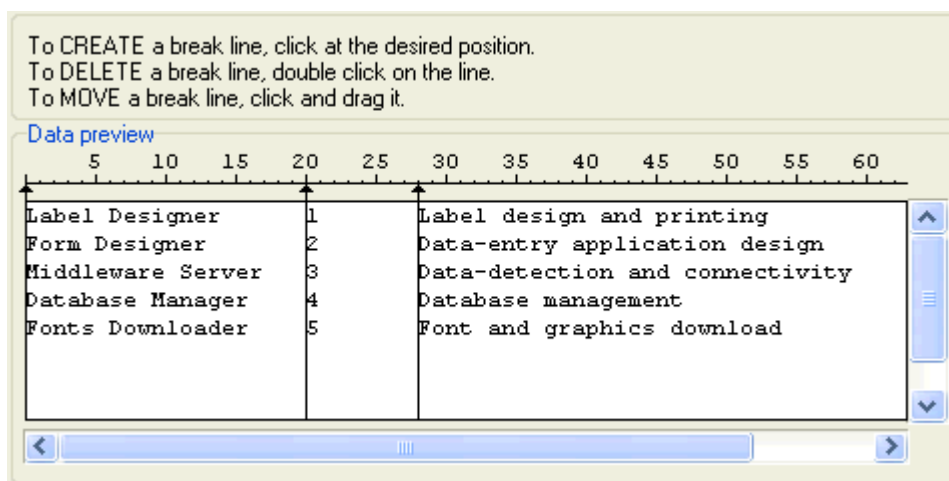 To CREATE a break line, click at the desired position.
To DELETE a break line, double click on the line.
To MOVE a break line, click and drag it.
Data preview
5 10 15 20 25 30 35 40 45 50 55 60
Label Designer 1 Label design and printing
Form Designer 2 Data-entry application design
Middleware Server 3 Data-detection and connectivity
Database Manager 4 Database management
Fonts Downloader 5 Font and graphics download